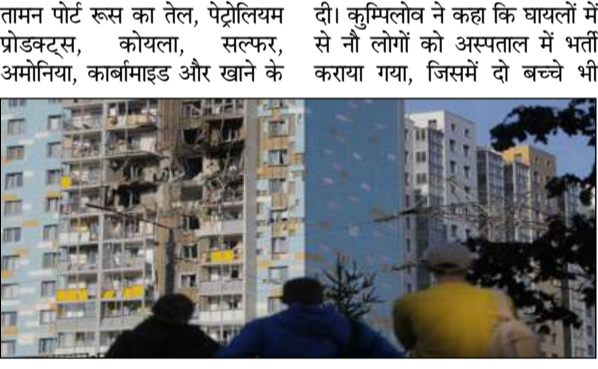 तामन पोर्ट रूस का तेल, पेट्रोलियम
प्रोडक्ट्स, कोयला, सल्फर,
अमोनिया, कार्बामाइड और खाने के
दी। कुम्पिलोव ने कहा कि घायलों में
से नौ लोगों को अस्पताल में भर्ती
कराया गया, जिसमें दो बच्चे भी